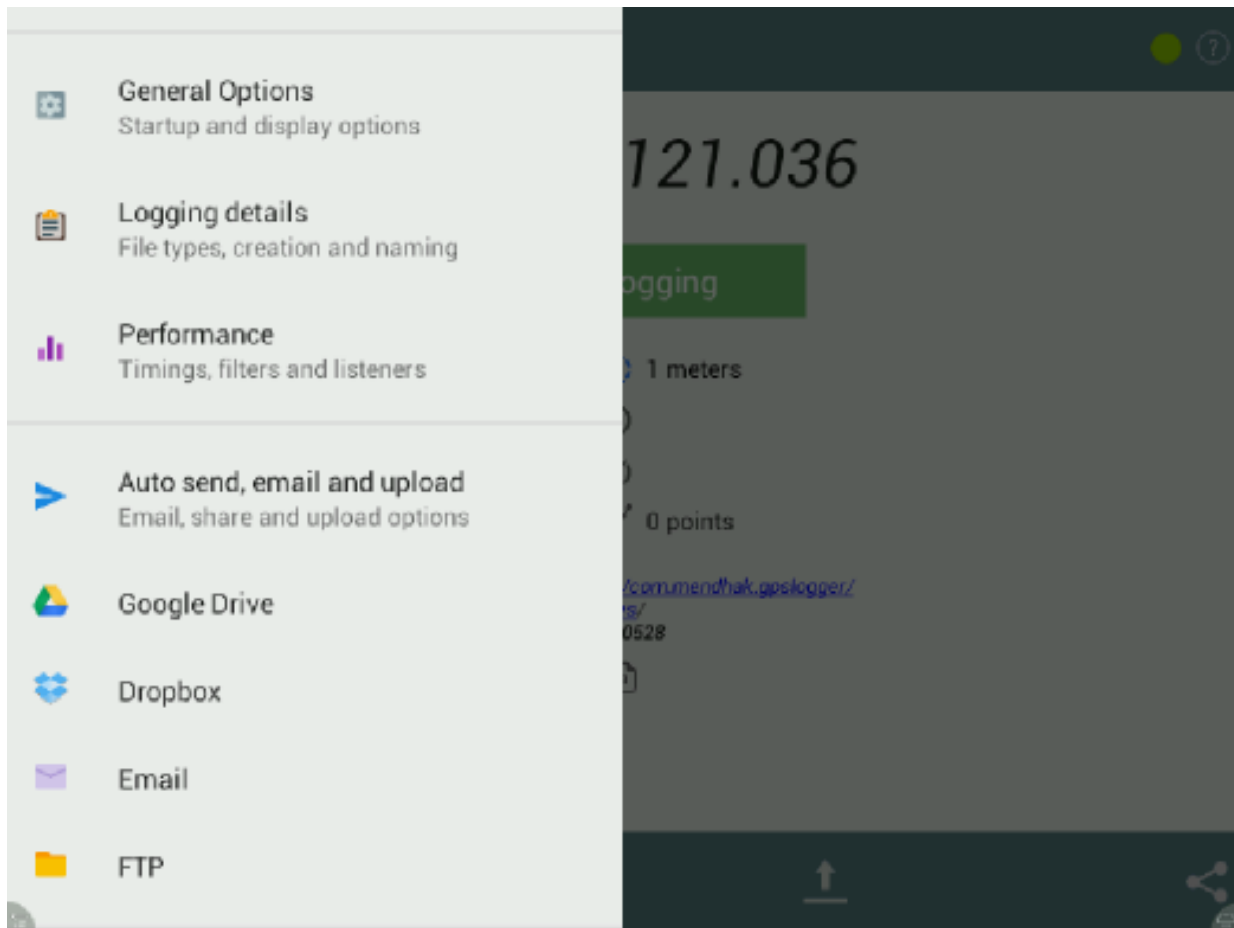 General Options
Startup and display options
Logging details
File types, creation and naming
Performance
Timings, filters and listeners
Auto send, email and upload
Email, share and upload options
Google Drive
Dropbox
Email
FTP
?
121.036
ogging
1 meters
0 points
/com.mendhak.gpslogger/
/
0528